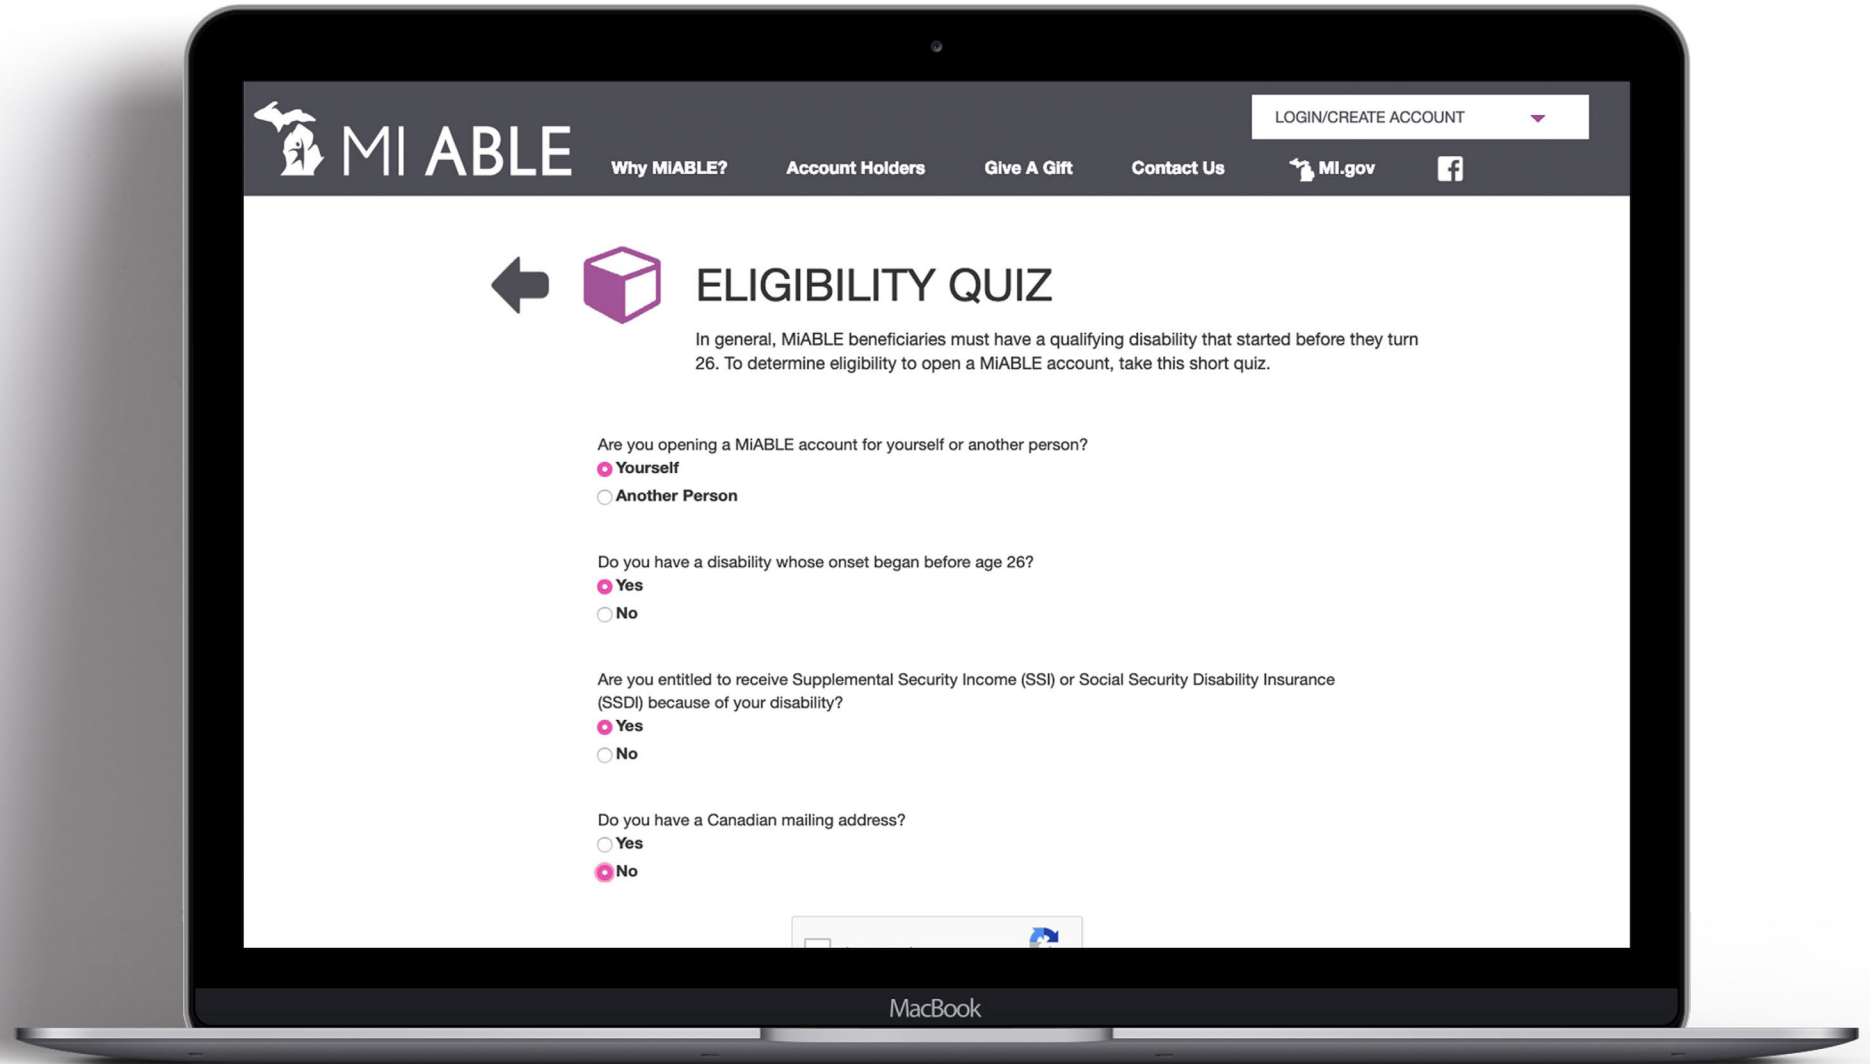 LOGIN/CREATE ACCOUNT
MI ABLE
Why MiABLE?
Account Holders
Give A Gift
Contact Us
MI.gov
ELIGIBILITY QUIZ
In general, MiABLE beneficiaries must have a qualifying disability that started before they turn
26. To determine eligibility to open a MiABLE account, take this short quiz.
Are you opening a MiABLE account for yourself or another person?
Yourself
Another Person
Do you have a disability whose onset began before age 26?
Yes
No
Are you entitled to receive Supplemental Security Income (SSI) or Social Security Disability Insurance
(SSDI) because of your disability?
Yes
No
Do you have a Canadian mailing address?
Yes
No
MacBook